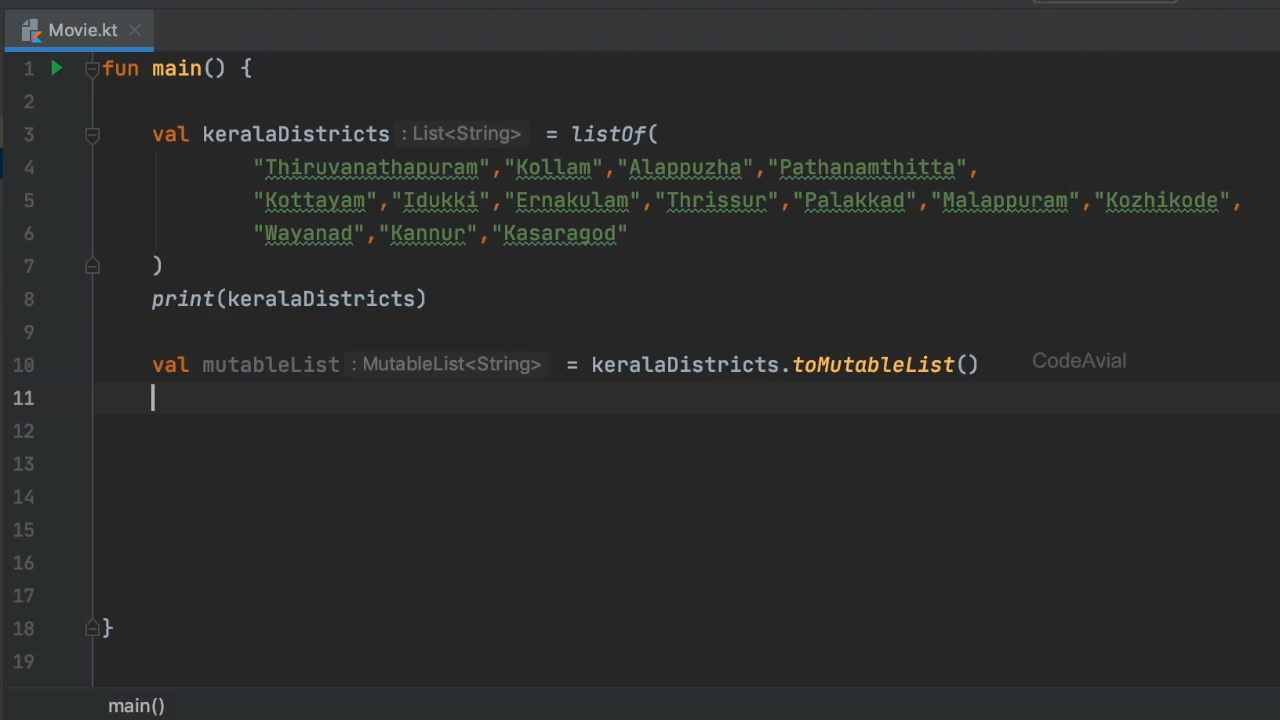 Movie.kt
1 fun main() {
2
3 val keralaDistricts : List<String> = listOf(
4 "Thiruvanathapuram","Kollam","Alappuzha","Pathanamthitta",
5 "Kottayam","Idukki","Ernakulam","Thrissur","Palakkad","Malappuram","Kozhikode",
6 "Wayanad","Kannur","Kasaragod"
7 )
8 print(keralaDistricts)
9
10 val mutableList : MutableList<String> = keralaDistricts.toMutableList() CodeAvial
11
12
13
14
15
16
17
18 }
19
main()